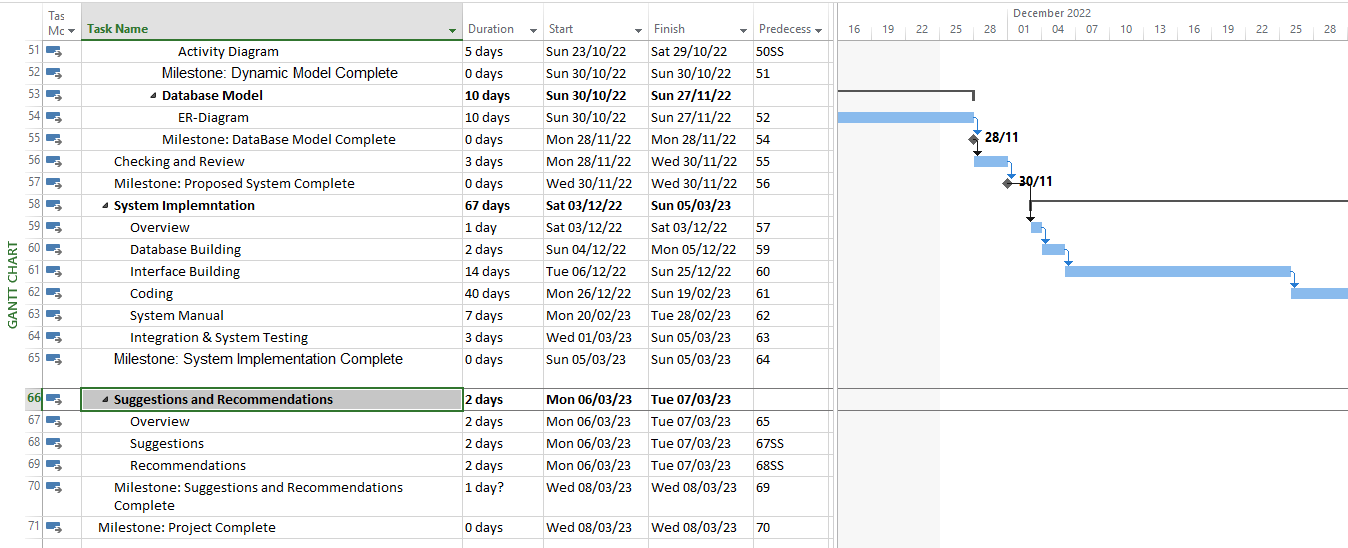 Tas
Mc Task Name Duration Start Finish Predecess
December 2022
16 19 22 25 28 01 04 07 10 13 16 19 22 25 28
51 Activity Diagram 5 days Sun 23/10/22 Sat 29/10/22 50SS
52 Milestone: Dynamic Model Complete 0 days Sun 30/10/22 Sun 30/10/22 51
53 Database Model 10 days Sun 30/10/22 Sun 27/11/22
54 ER-Diagram 10 days Sun 30/10/22 Sun 27/11/22 52
55 Milestone: DataBase Model Complete 0 days Mon 28/11/22 Mon 28/11/22 54 28/11
56 Checking and Review 3 days Mon 28/11/22 Wed 30/11/22 55
57 Milestone: Proposed System Complete 0 days Wed 30/11/22 Wed 30/11/22 56 30/11
58 System Implemntation 67 days Sat 03/12/22 Sun 05/03/23
59 Overview 1 day Sat 03/12/22 Sat 03/12/22 57
60 Database Building 2 days Sun 04/12/22 Mon 05/12/22 59
61 Interface Building 14 days Tue 06/12/22 Sun 25/12/22 60
62 Coding 40 days Mon 26/12/22 Sun 19/02/23 61
63 System Manual 7 days Mon 20/02/23 Tue 28/02/23 62
64 Integration & System Testing 3 days Wed 01/03/23 Sun 05/03/23 63
65 Milestone: System Implementation Complete 0 days Sun 05/03/23 Sun 05/03/23 64
66 Suggestions and Recommendations 2 days Mon 06/03/23 Tue 07/03/23
67 Overview 2 days Mon 06/03/23 Tue 07/03/23 65
68 Suggestions 2 days Mon 06/03/23 Tue 07/03/23 67SS
69 Recommendations 2 days Mon 06/03/23 Tue 07/03/23 68SS
70 Milestone: Suggestions and Recommendations 1 day? Wed 08/03/23 Wed 08/03/23 69
Complete
71 Milestone: Project Complete 0 days Wed 08/03/23 Wed 08/03/23 70
GANTT CHART